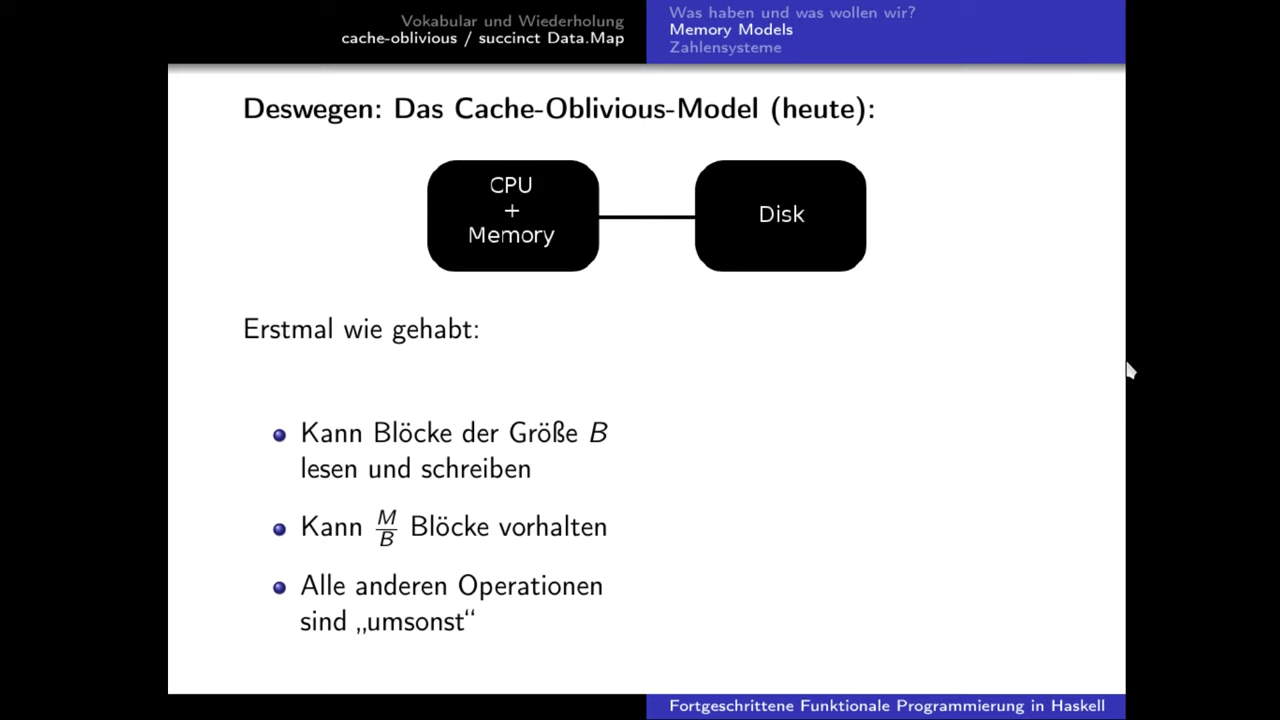 Vokabular und Wiederholung
cache-oblivious / succinct Data.Map
Was haben und was wollen wir?
Memory Models
Zahlensysteme
Deswegen: Das Cache-Oblivious-Model (heute):
CPU
+
Memory
Disk
Erstmal wie gehabt:
Kann Blöcke der Größe B
lesen und schreiben
Kann M/B Blöcke vorhalten
Alle anderen Operationen
sind „umsonst“
Fortgeschrittene Funktionale Programmierung in Haskell